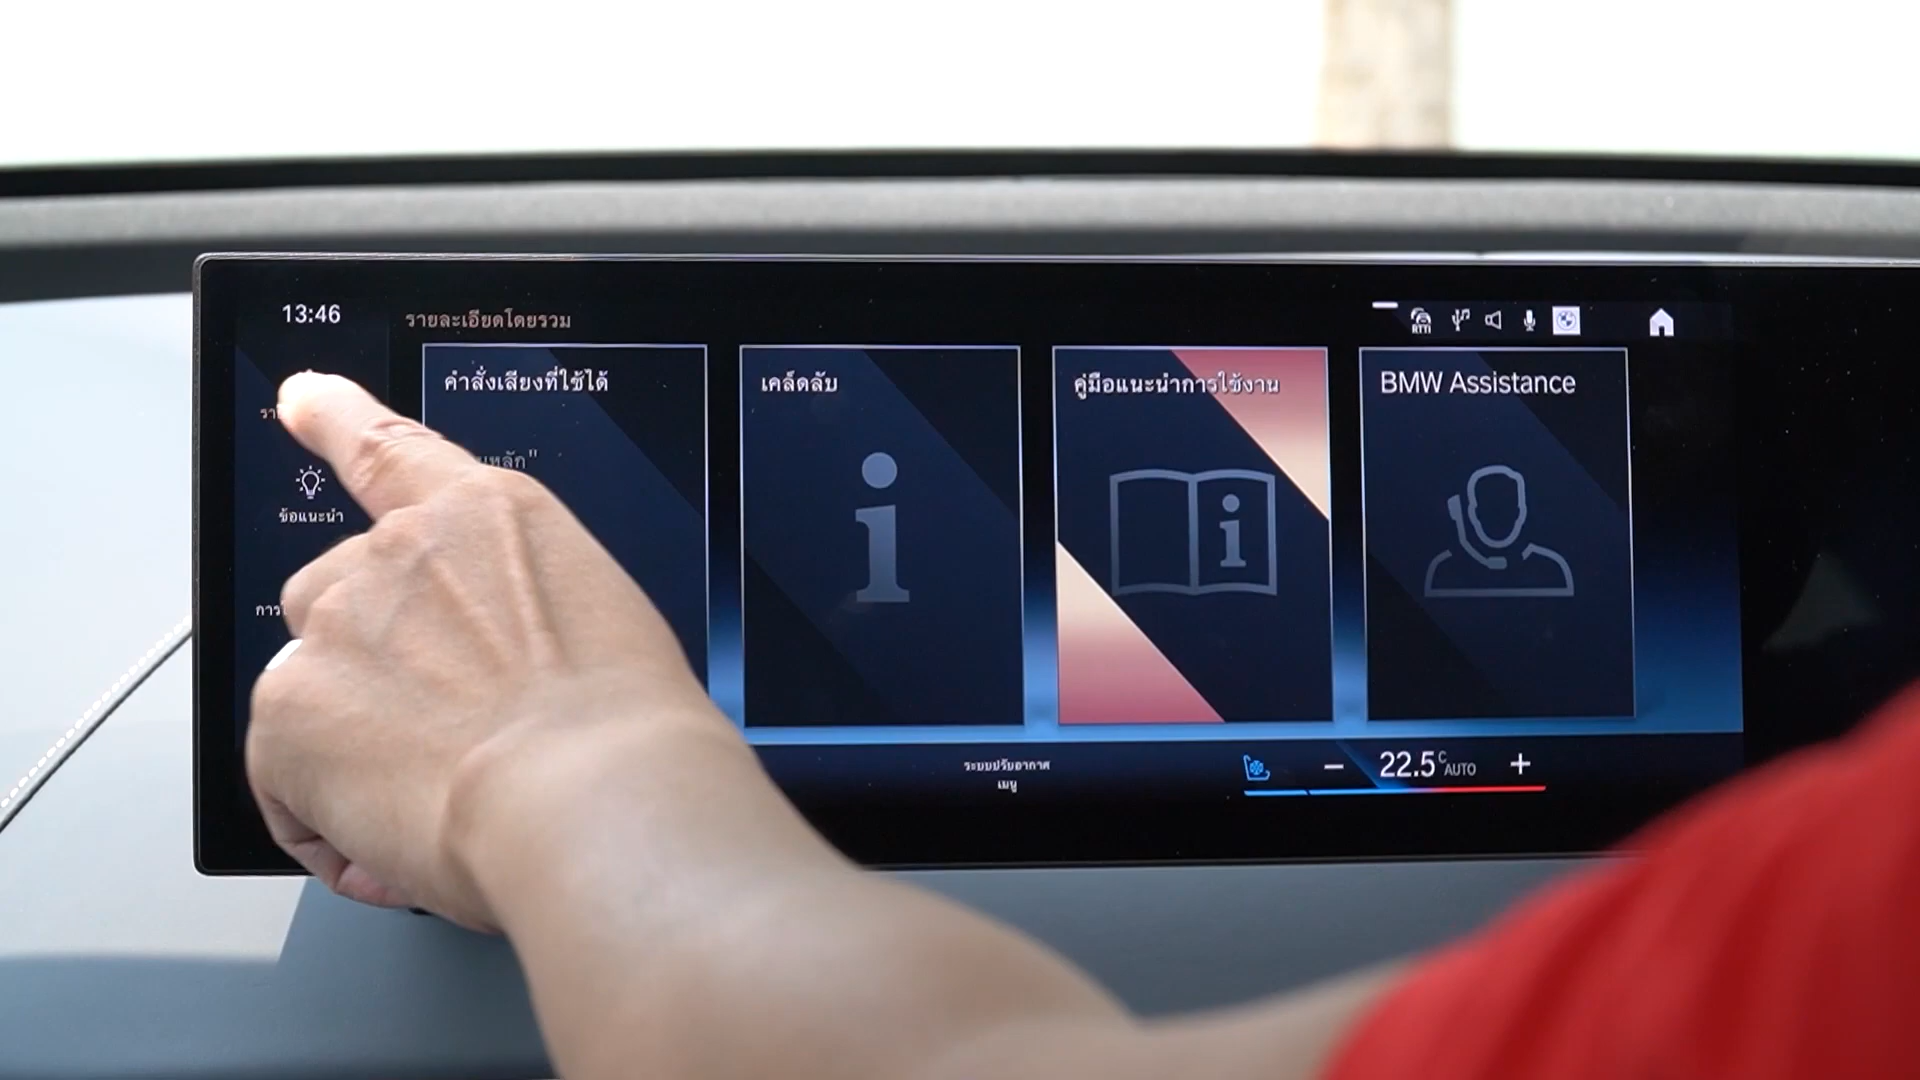 13:46
รายละเอียดโดยรวม
RTTI
คำสั่งเสียงที่ใช้ได้
เคล็ดลับ
คู่มือแนะนำการใช้งาน
BMW Assistance
ข้อแนะนำ
ระบบปรับอากาศ
เมนู
− 22.5 °C AUTO +